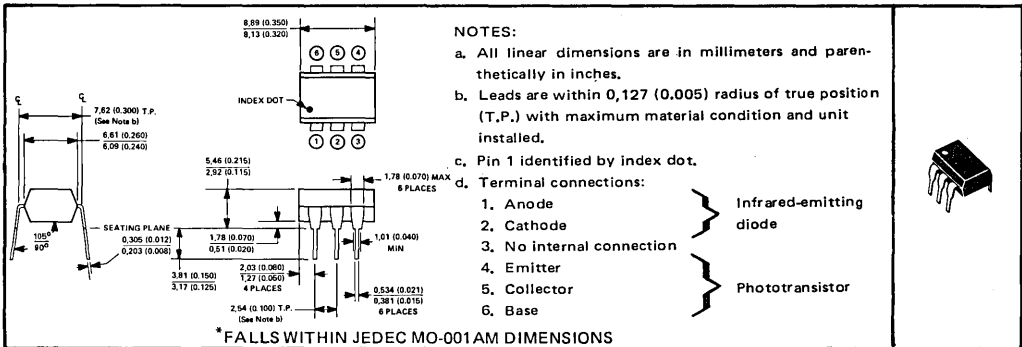 8,89 (0.350)
8,13 (0.320)
6 5 4
INDEX DOT
1 2 3
℄ ℄
7,62 (0.300) T.P.
(See Note b)
6,61 (0.260)
6,09 (0.240)
5,46 (0.215)
2,92 (0.115)
1,78 (0.070) MAX
6 PLACES
SEATING PLANE
105°
90°
0,305 (0.012)
0,203 (0.008)
1,78 (0.070)
0,51 (0.020)
1,01 (0.040)
MIN
3,81 (0.150)
3,17 (0.125)
2,03 (0.080)
1,27 (0.050)
4 PLACES
0,534 (0.021)
0,381 (0.015)
6 PLACES
2,54 (0.100) T.P.
(See Note b)
NOTES:
a. All linear dimensions are in millimeters and paren-
thetically in inches.
b. Leads are within 0,127 (0.005) radius of true position
(T.P.) with maximum material condition and unit
installed.
c. Pin 1 identified by index dot.
d. Terminal connections:
1. Anode
2. Cathode
Infrared-emitting
diode
3. No internal connection
4. Emitter
5. Collector
6. Base
Phototransistor
*FALLS WITHIN JEDEC MO-001AM DIMENSIONS